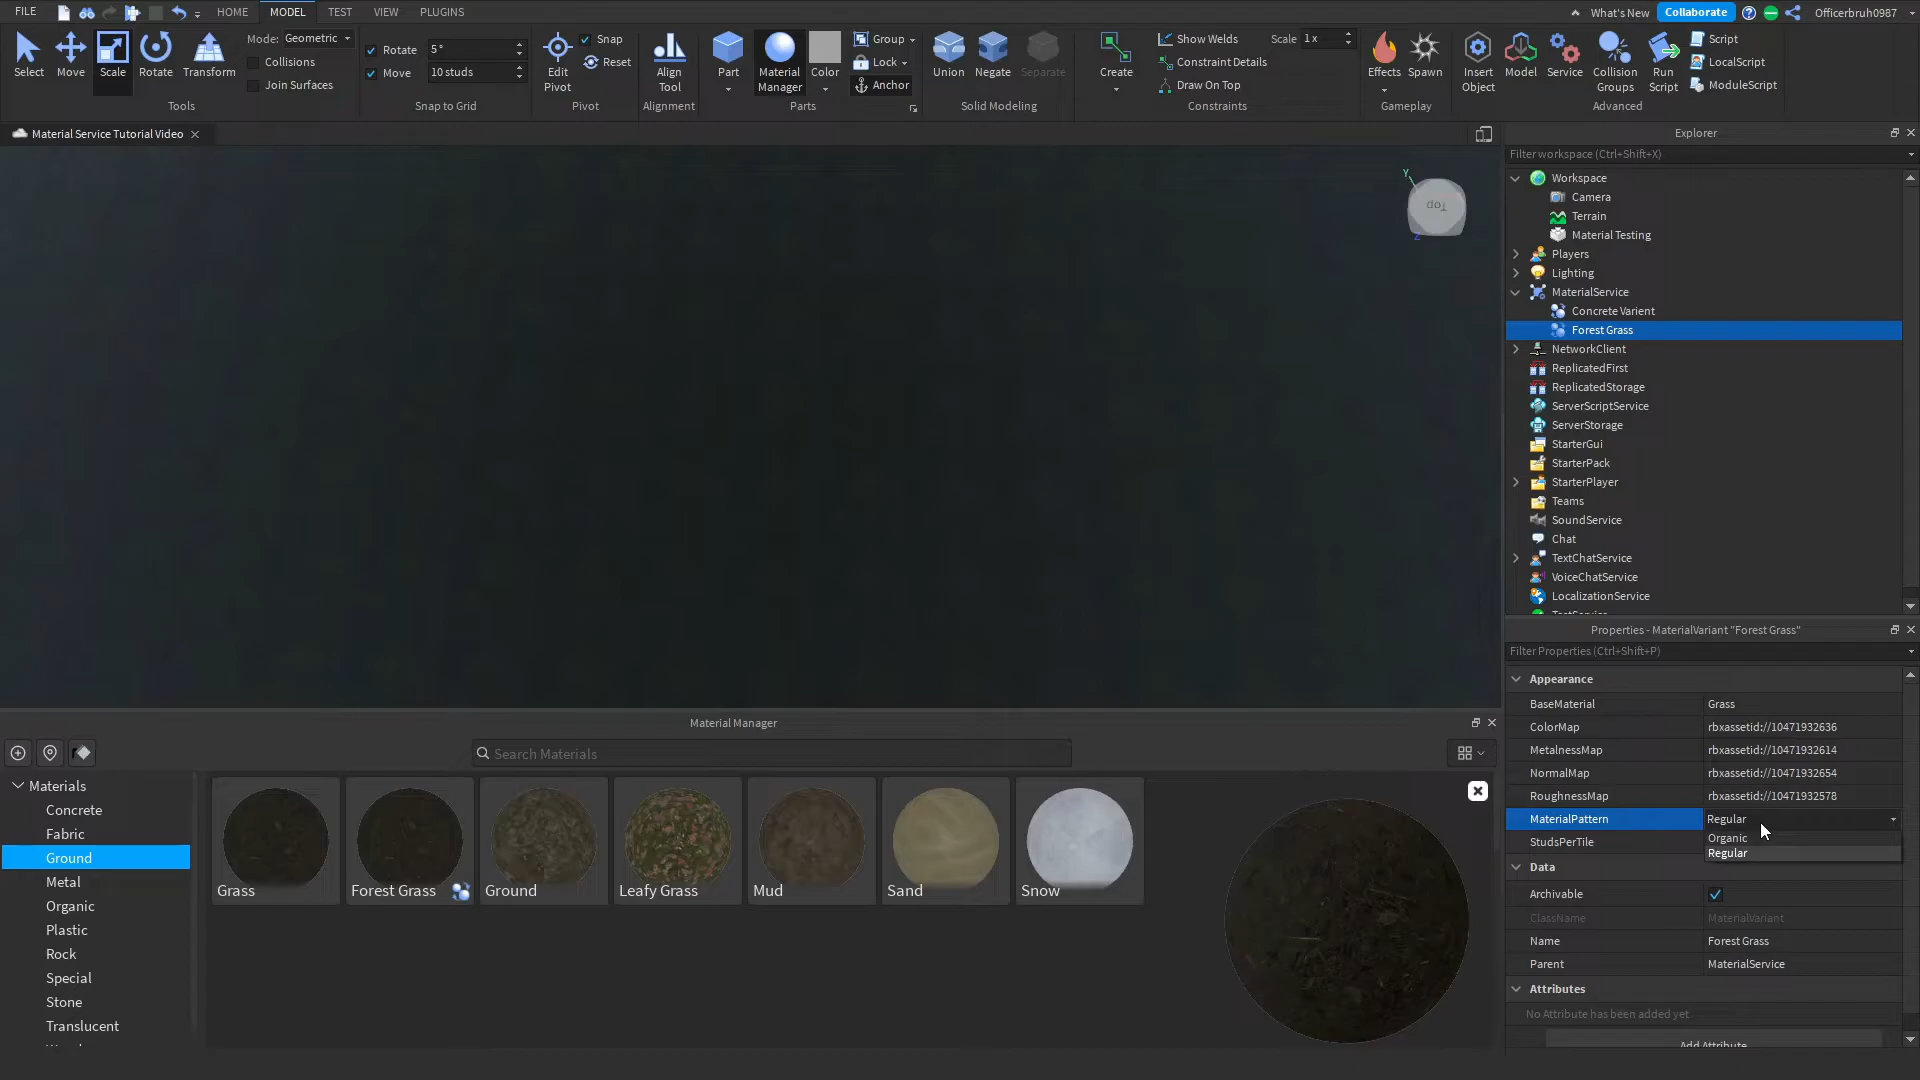 FILE
HOME
MODEL
TEST
VIEW
PLUGINS
What's New
Collaborate
Officerbruh0987
Select
Move
Scale
Rotate
Transform
Mode: Geometric
Collisions
Join Surfaces
Tools
Rotate 5°
Move 10 studs
Snap to Grid
Edit
Pivot
Snap
Reset
Pivot
Align
Tool
Alignment
Part
Material
Manager
Color
Group
Lock
Anchor
Parts
Union
Negate
Separate
Solid Modeling
Create
Show Welds
Scale 1x
Constraint Details
Draw On Top
Constraints
Effects
Spawn
Gameplay
Insert
Object
Model
Service
Collision
Groups
Run
Script
Script
LocalScript
ModuleScript
Advanced
Material Service Tutorial Video
Y
Top
Z
Explorer
Filter workspace (Ctrl+Shift+X)
Workspace
Camera
Terrain
Material Testing
Players
Lighting
MaterialService
Concrete Varient
Forest Grass
NetworkClient
ReplicatedFirst
ReplicatedStorage
ServerScriptService
ServerStorage
StarterGui
StarterPack
StarterPlayer
Teams
SoundService
Chat
TextChatService
VoiceChatService
LocalizationService
Properties - MaterialVariant "Forest Grass"
Filter Properties (Ctrl+Shift+P)
Appearance
BaseMaterial Grass
ColorMap rbxassetid://10471932636
MetalnessMap rbxassetid://10471932614
NormalMap rbxassetid://10471932654
RoughnessMap rbxassetid://10471932578
MaterialPattern Regular
Organic
StudsPerTile
Regular
Data
Archivable
ClassName MaterialVariant
Name Forest Grass
Parent MaterialService
Attributes
No Attribute has been added yet
Add Attribute
Material Manager
Search Materials
Materials
Concrete
Fabric
Ground
Metal
Organic
Plastic
Rock
Special
Stone
Translucent
Grass
Forest Grass
Ground
Leafy Grass
Mud
Sand
Snow